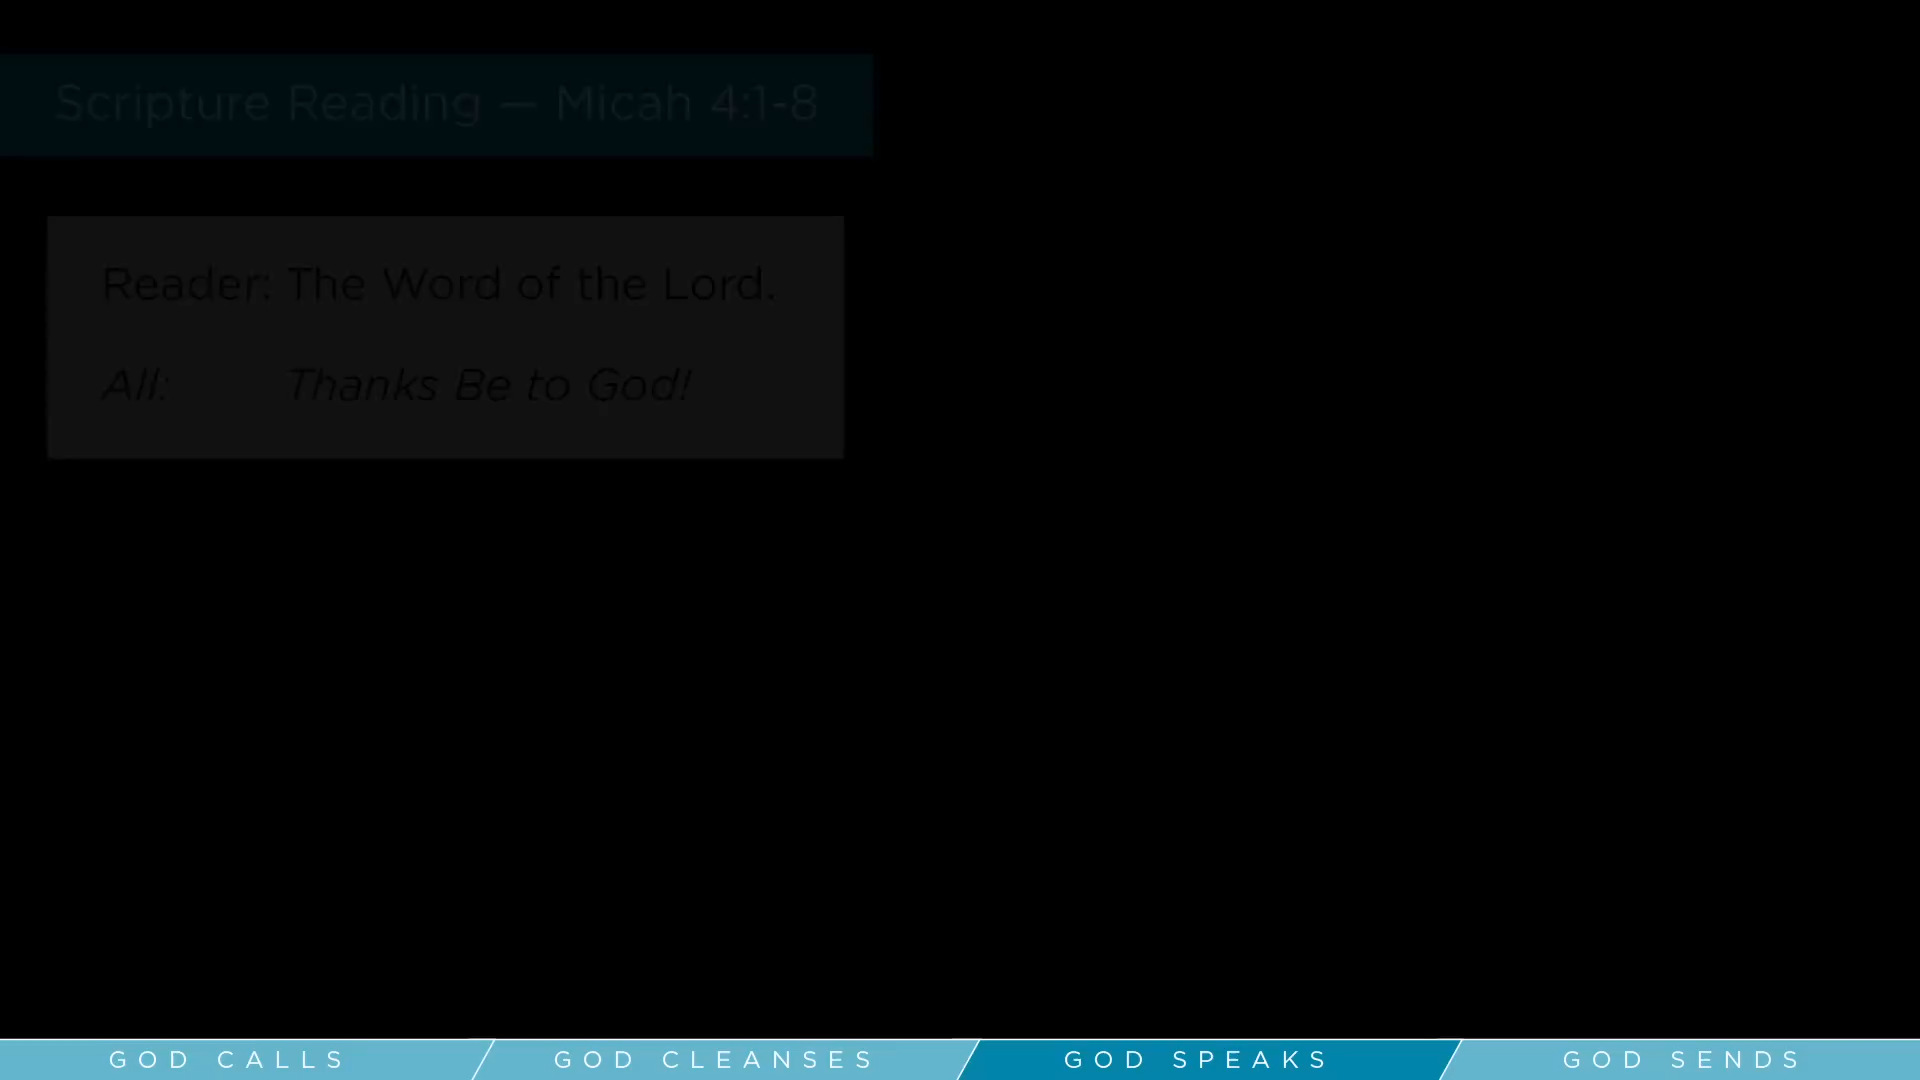 Scripture Reading — Micah 4:1-8
Reader: The Word of the Lord.
All: Thanks Be to God!
GOD CALLS GOD CLEANSES GOD SPEAKS GOD SENDS